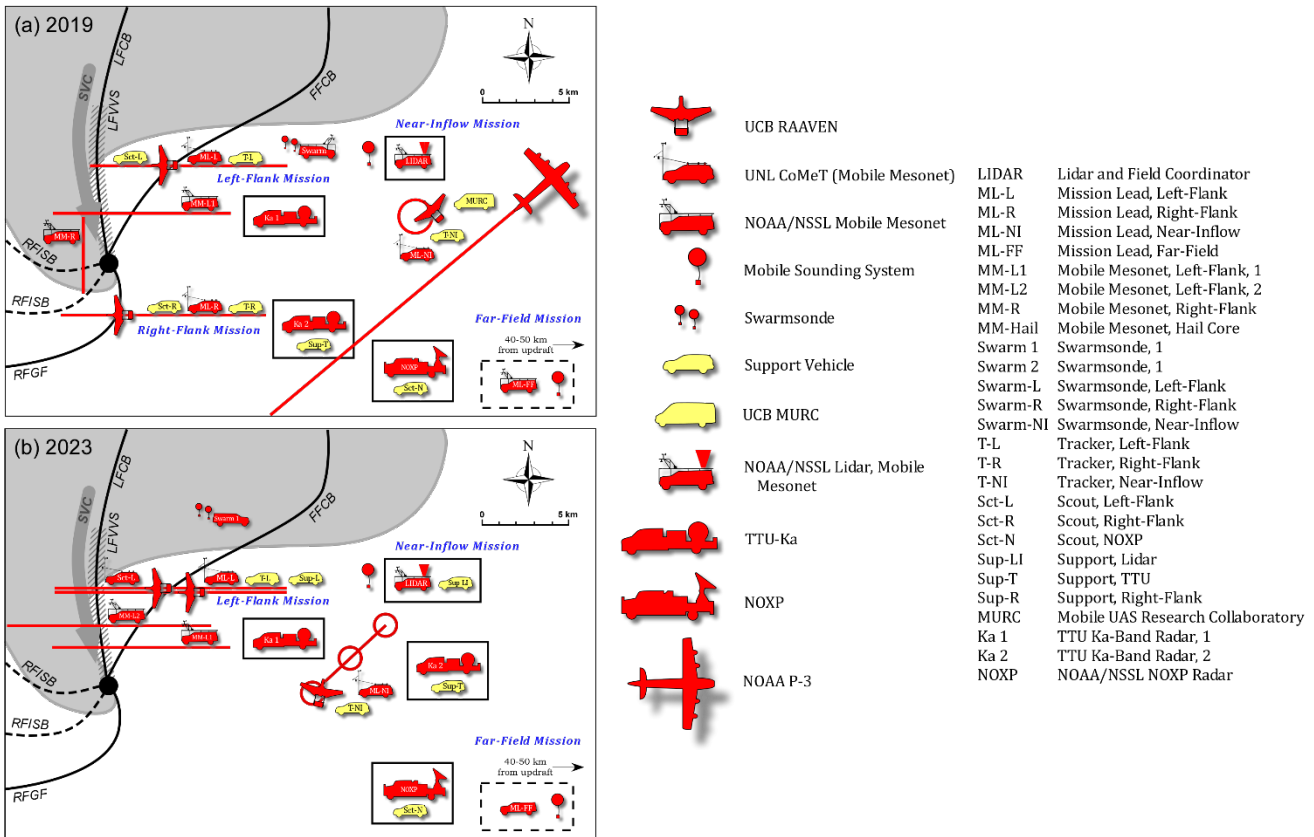 (a) 2019
LFCB
SVC
LFVVS
FFCB
N
0
5 km
Near-Inflow Mission
Sct-L
ML-L
T-L
Swarm
LIDAR
Left-Flank Mission
MM-L1
Ka 1
MURC
T-NI
ML-NI
MM-R
RFISB
RFISB
Sct-R
ML-R
T-R
Right-Flank Mission
Ka 2
Sup-T
Far-Field Mission
40-50 km
from updraft
NOXP
Sct-N
ML-FF
RFGF
(b) 2023
LFCB
SVC
LFVVS
FFCB
N
0
5 km
Swarm 1
Near-Inflow Mission
Sct-L
ML-L
T-L
Sup-L
LIDAR
Sup LI
Left-Flank Mission
MM-L2
MM-L1
Ka 1
Ka 2
Sup-T
ML-NI
T-NI
RFISB
RFISB
Far-Field Mission
40-50 km
from updraft
NOXP
Sct-N
ML-FF
RFGF
UCB RAAVEN
UNL CoMeT (Mobile Mesonet)
NOAA/NSSL Mobile Mesonet
Mobile Sounding System
Swarmsonde
Support Vehicle
UCB MURC
NOAA/NSSL Lidar, Mobile
Mesonet
TTU-Ka
NOXP
NOAA P-3
LIDAR Lidar and Field Coordinator
ML-L Mission Lead, Left-Flank
ML-R Mission Lead, Right-Flank
ML-NI Mission Lead, Near-Inflow
ML-FF Mission Lead, Far-Field
MM-L1 Mobile Mesonet, Left-Flank, 1
MM-L2 Mobile Mesonet, Left-Flank, 2
MM-R Mobile Mesonet, Right-Flank
MM-Hail Mobile Mesonet, Hail Core
Swarm 1 Swarmsonde, 1
Swarm 2 Swarmsonde, 1
Swarm-L Swarmsonde, Left-Flank
Swarm-R Swarmsonde, Right-Flank
Swarm-NI Swarmsonde, Near-Inflow
T-L Tracker, Left-Flank
T-R Tracker, Right-Flank
T-NI Tracker, Near-Inflow
Sct-L Scout, Left-Flank
Sct-R Scout, Right-Flank
Sct-N Scout, NOXP
Sup-LI Support, Lidar
Sup-T Support, TTU
Sup-R Support, Right-Flank
MURC Mobile UAS Research Collaboratory
Ka 1 TTU Ka-Band Radar, 1
Ka 2 TTU Ka-Band Radar, 2
NOXP NOAA/NSSL NOXP Radar